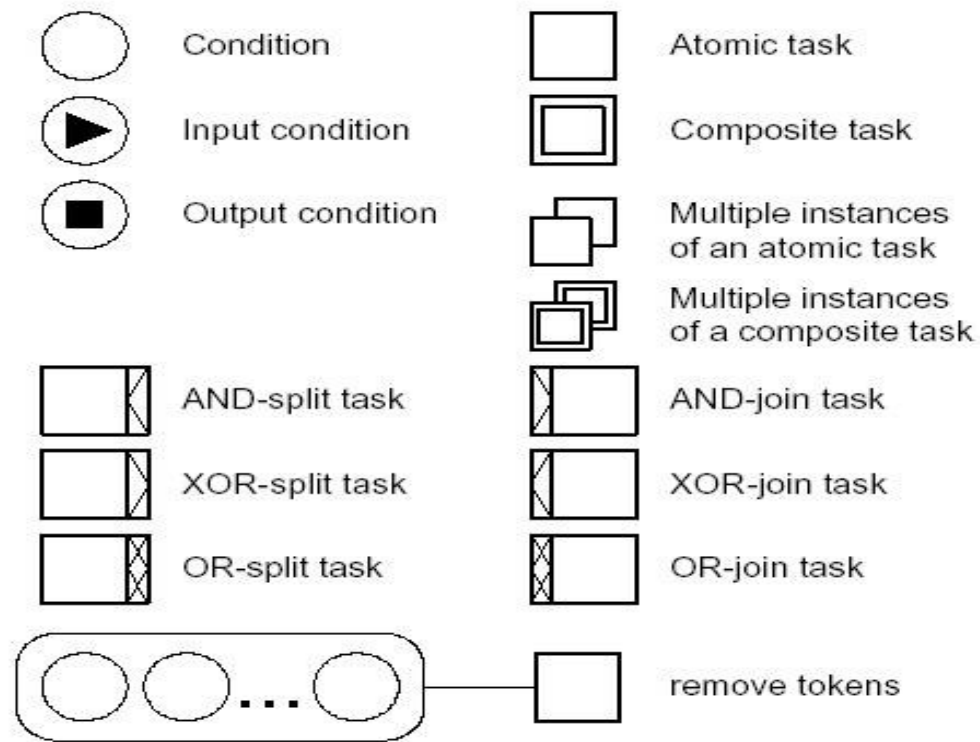 Condition
Atomic task
Input condition
Composite task
Output condition
Multiple instances
of an atomic task
Multiple instances
of a composite task
AND-split task
AND-join task
XOR-split task
XOR-join task
OR-split task
OR-join task
remove tokens